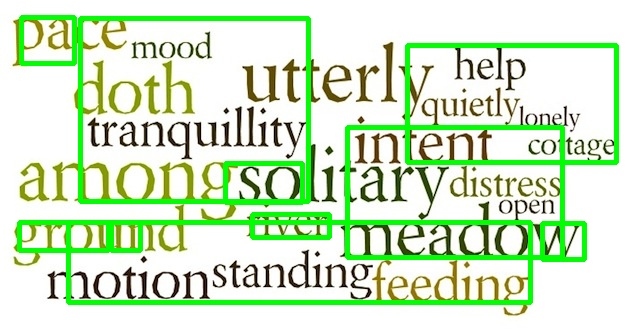 pace
mood
doth
utterly
help
quietly
lonely
tranquillity
intent
cottage
among
solitary
distress
open
ground
river
meadow
motion
standing
feeding